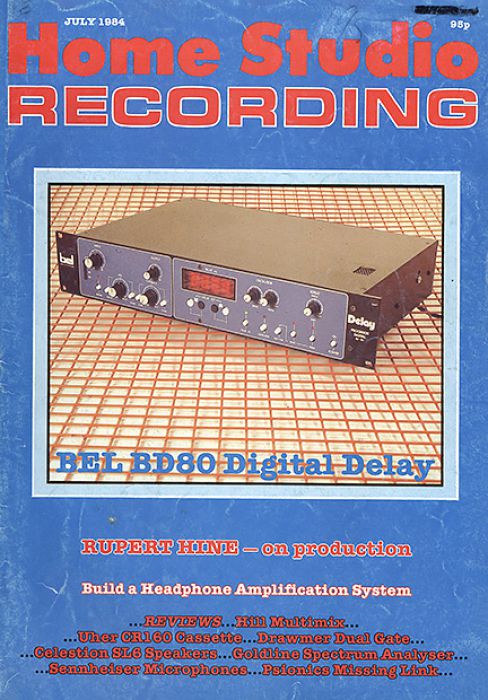 JULY 1984
95p
Home Studio
RECORDING
bel
Delay
BEL BD80 Digital Delay
RUPERT HINE – on production
Build a Headphone Amplification System
...REVIEWS...Hill Multimix...
...Uher CR160 Cassette...Drawmer Dual Gate...
...Celestion SL6 Speakers...Goldline Spectrum Analyser...
...Sennheiser Microphones...Psionics Missing Link...